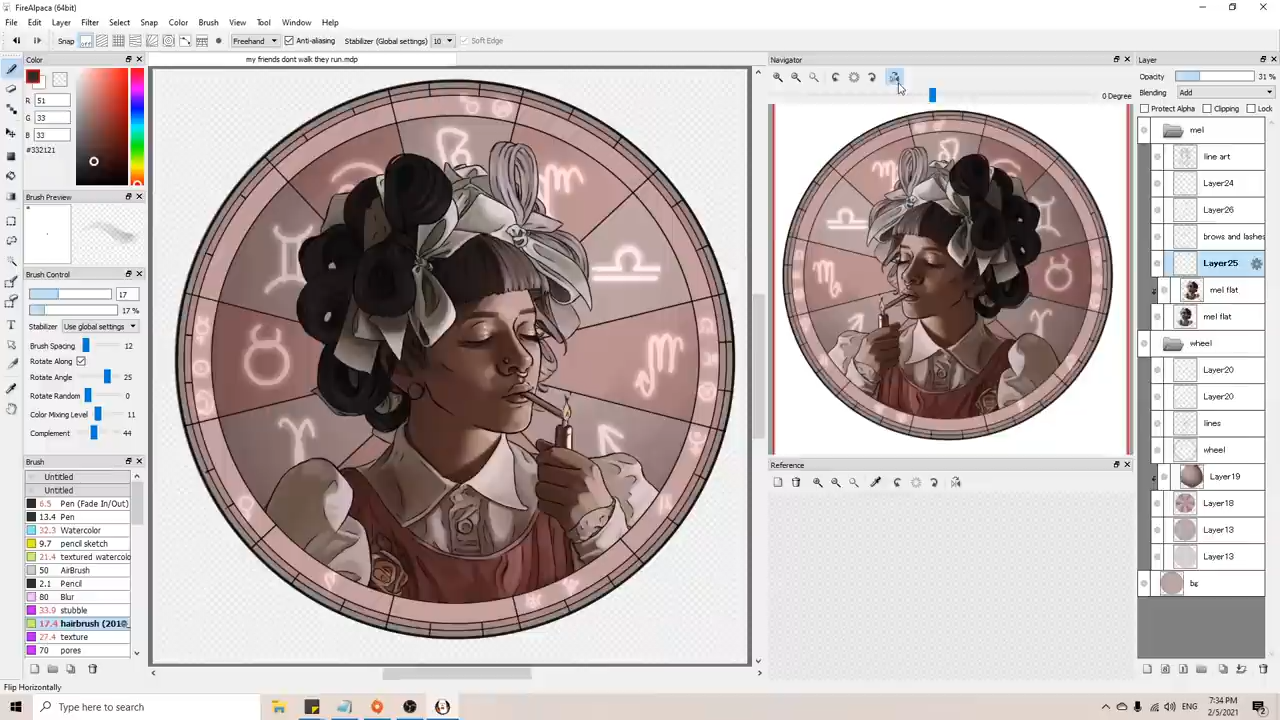 FireAlpaca (64bit)
File Edit Layer Filter Select Snap Color Brush View Tool Window Help
Snap OFF Freehand Anti-aliasing Stabilizer (Global settings) 10 Soft Edge
Color
my friends dont walk they run.mdp
Navigator
Layer
R 51
G 33
B 33
#332121
0 Degree
Opacity 31 %
Blending Add
Protect Alpha Clipping Lock
mel
line art
Layer24
Layer26
brows and lashes
Layer25
mel flat
mel flat
wheel
Layer20
Layer20
lines
wheel
Layer19
Layer18
Layer13
Layer13
bg
Brush Preview
Brush Control
17
17 %
Stabilizer Use global settings
Brush Spacing 12
Rotate Along
Rotate Angle 25
Rotate Random 0
Color Mixing Level 11
Complement 44
Brush
Untitled
Untitled
6.5 Pen (Fade In/Out)
13.4 Pen
32.3 Watercolor
9.7 pencil sketch
21.4 textured watercolo
50 AirBrush
2.1 Pencil
80 Blur
33.9 stubble
17.4 hairbrush (201
27.4 texture
70 pores
Reference
Flip Horizontally
Type here to search
ENG
7:34 PM
2/5/2021
2